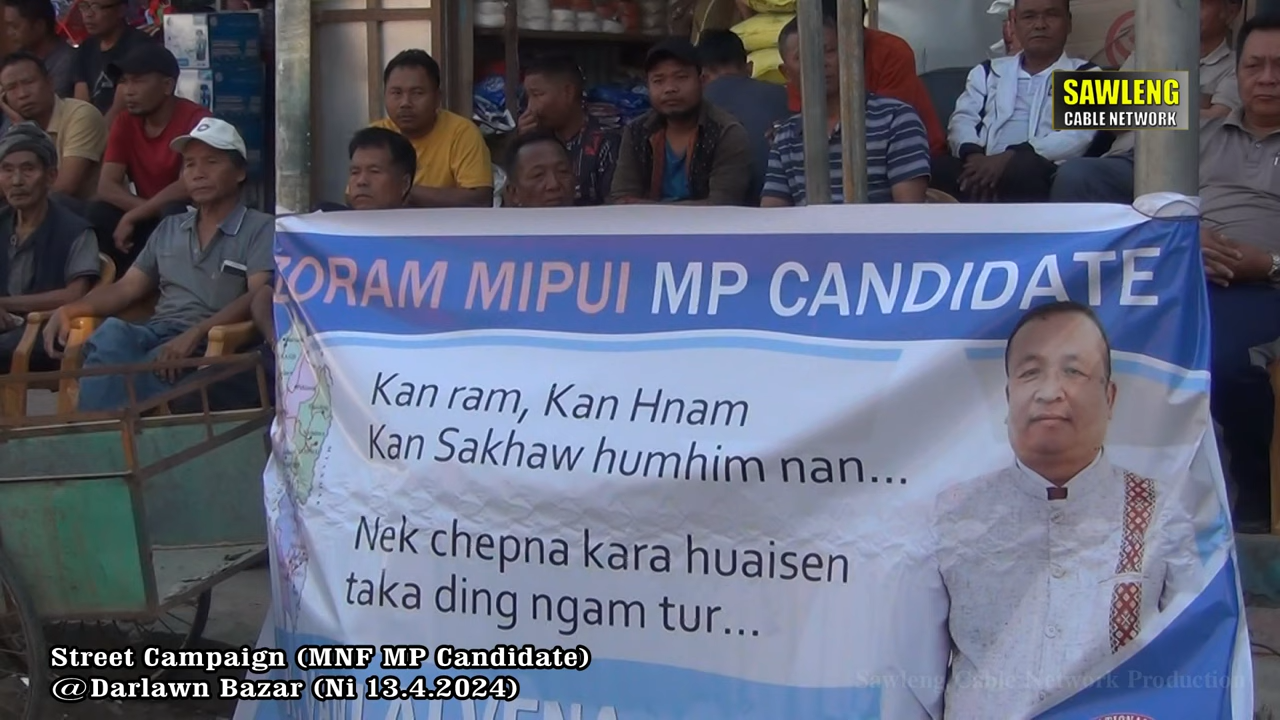 SAWLENG
CABLE NETWORK
ZORAM MIPUI MP CANDIDATE
Kan ram, Kan Hnam
Kan Sakhaw humhim nan...
Nek chepna kara huaisen
taka ding ngam tur...
Street Campaign (MNF MP Candidate)
@Darlawn Bazar (Ni 13.4.2024)
Sawleng Cable Network Production